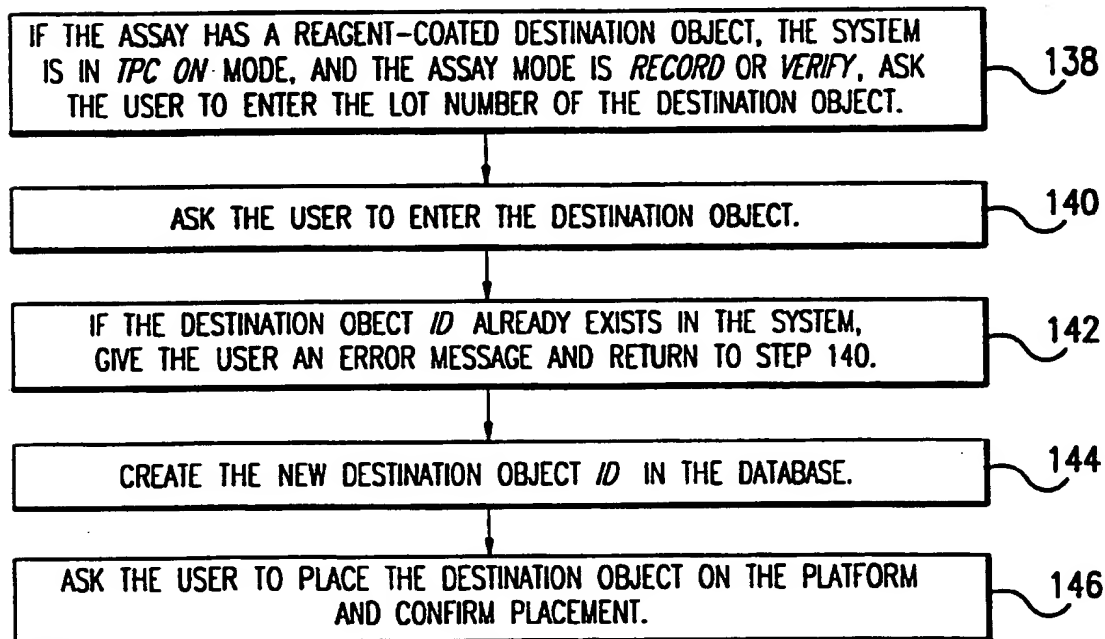 IF THE ASSAY HAS A REAGENT-COATED DESTINATION OBJECT, THE SYSTEM
IS IN TPC ON MODE, AND THE ASSAY MODE IS RECORD OR VERIFY, ASK
THE USER TO ENTER THE LOT NUMBER OF THE DESTINATION OBJECT.
138
ASK THE USER TO ENTER THE DESTINATION OBJECT.
140
IF THE DESTINATION OBECT ID ALREADY EXISTS IN THE SYSTEM,
GIVE THE USER AN ERROR MESSAGE AND RETURN TO STEP 140.
142
CREATE THE NEW DESTINATION OBJECT ID IN THE DATABASE.
144
ASK THE USER TO PLACE THE DESTINATION OBJECT ON THE PLATFORM
AND CONFIRM PLACEMENT.
146